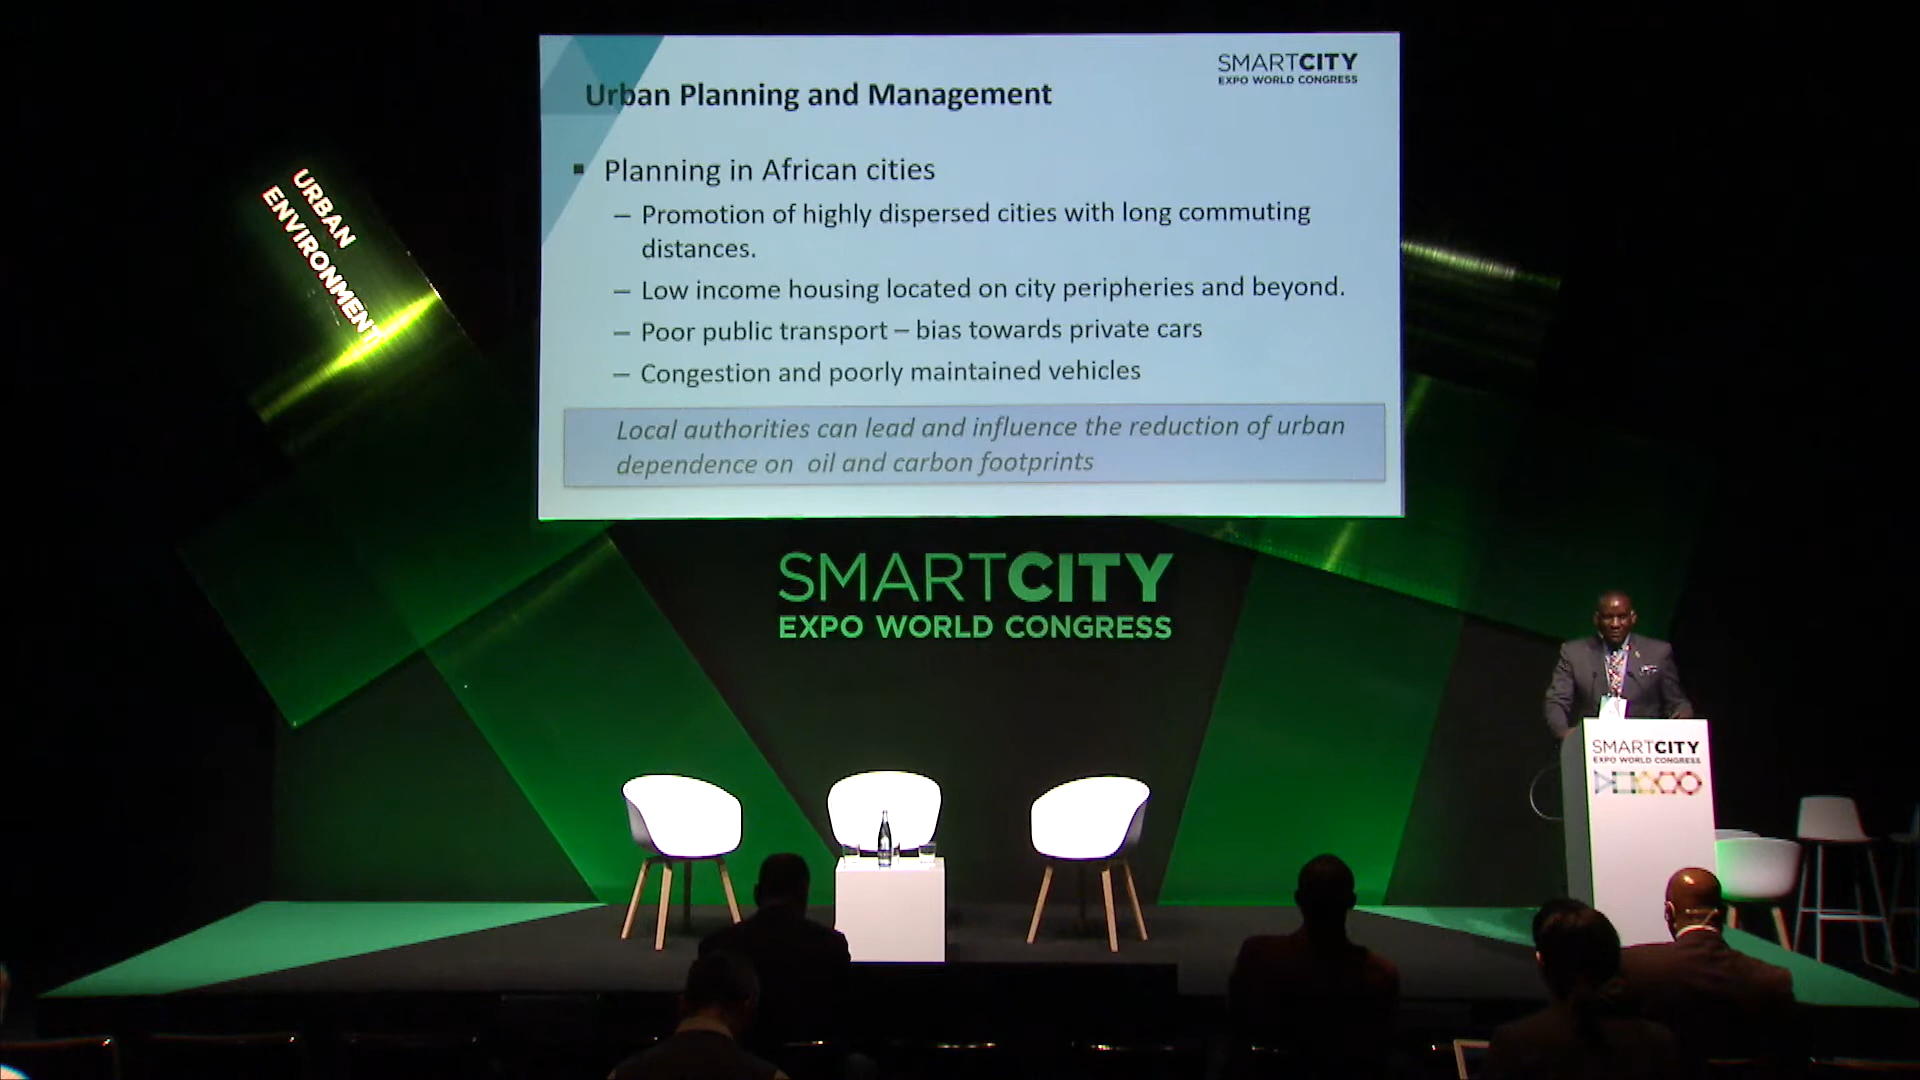 SMARTCITY
EXPO WORLD CONGRESS
Urban Planning and Management
Planning in African cities
– Promotion of highly dispersed cities with long commuting
distances.
– Low income housing located on city peripheries and beyond.
– Poor public transport – bias towards private cars
– Congestion and poorly maintained vehicles
Local authorities can lead and influence the reduction of urban
dependence on oil and carbon footprints
URBAN
ENVIRONMENT
SMARTCITY
EXPO WORLD CONGRESS
SMARTCITY
EXPO WORLD CONGRESS